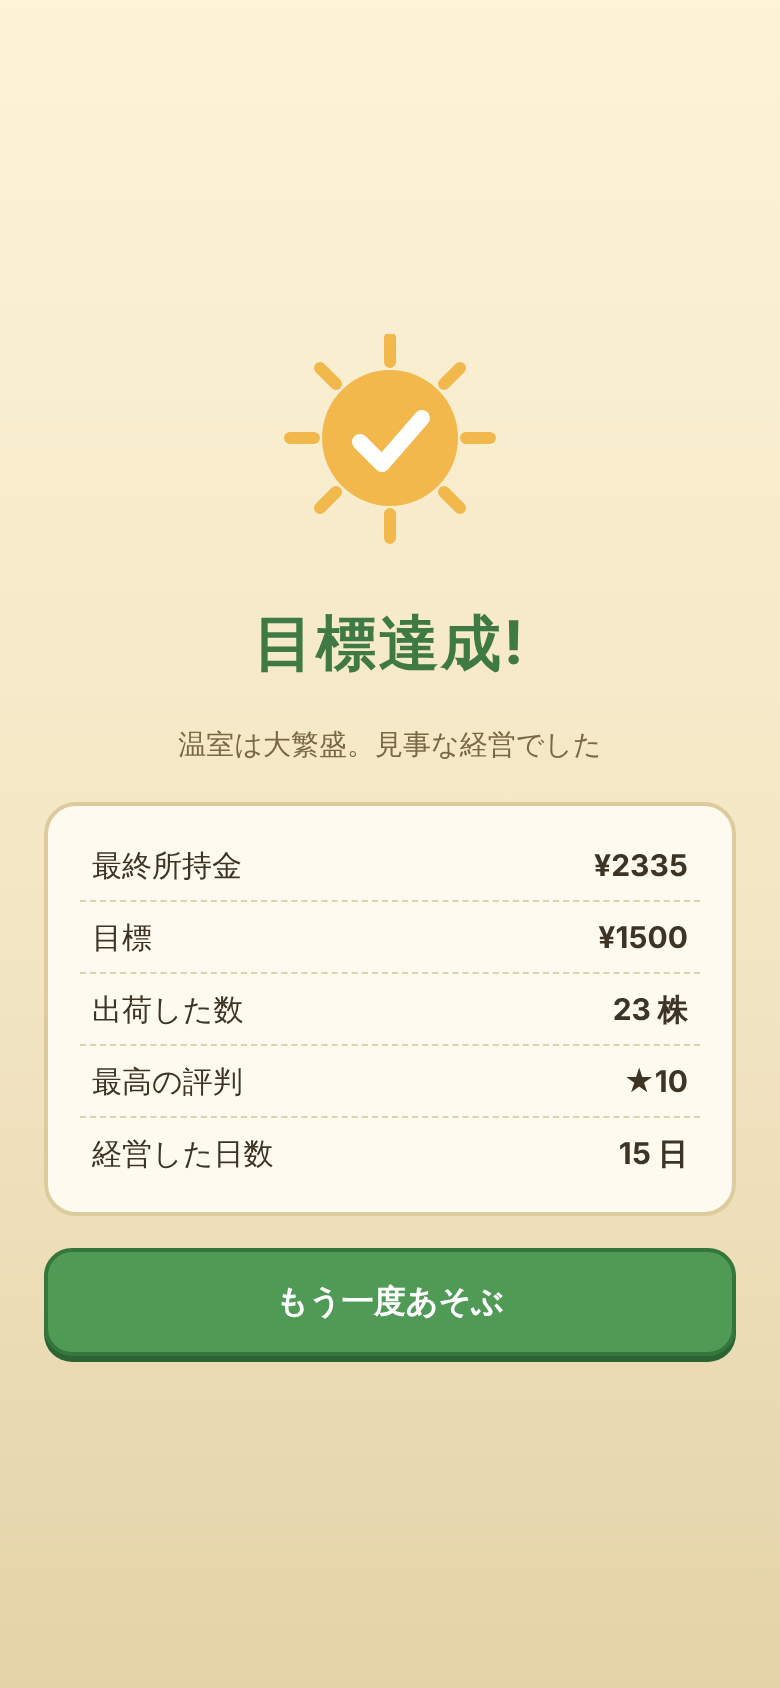 目標達成!
温室は大繁盛。見事な経営でした
最終所持金 ¥2335
目標 ¥1500
出荷した数 23 株
最高の評判 ★10
経営した日数 15 日
もう一度あそぶ